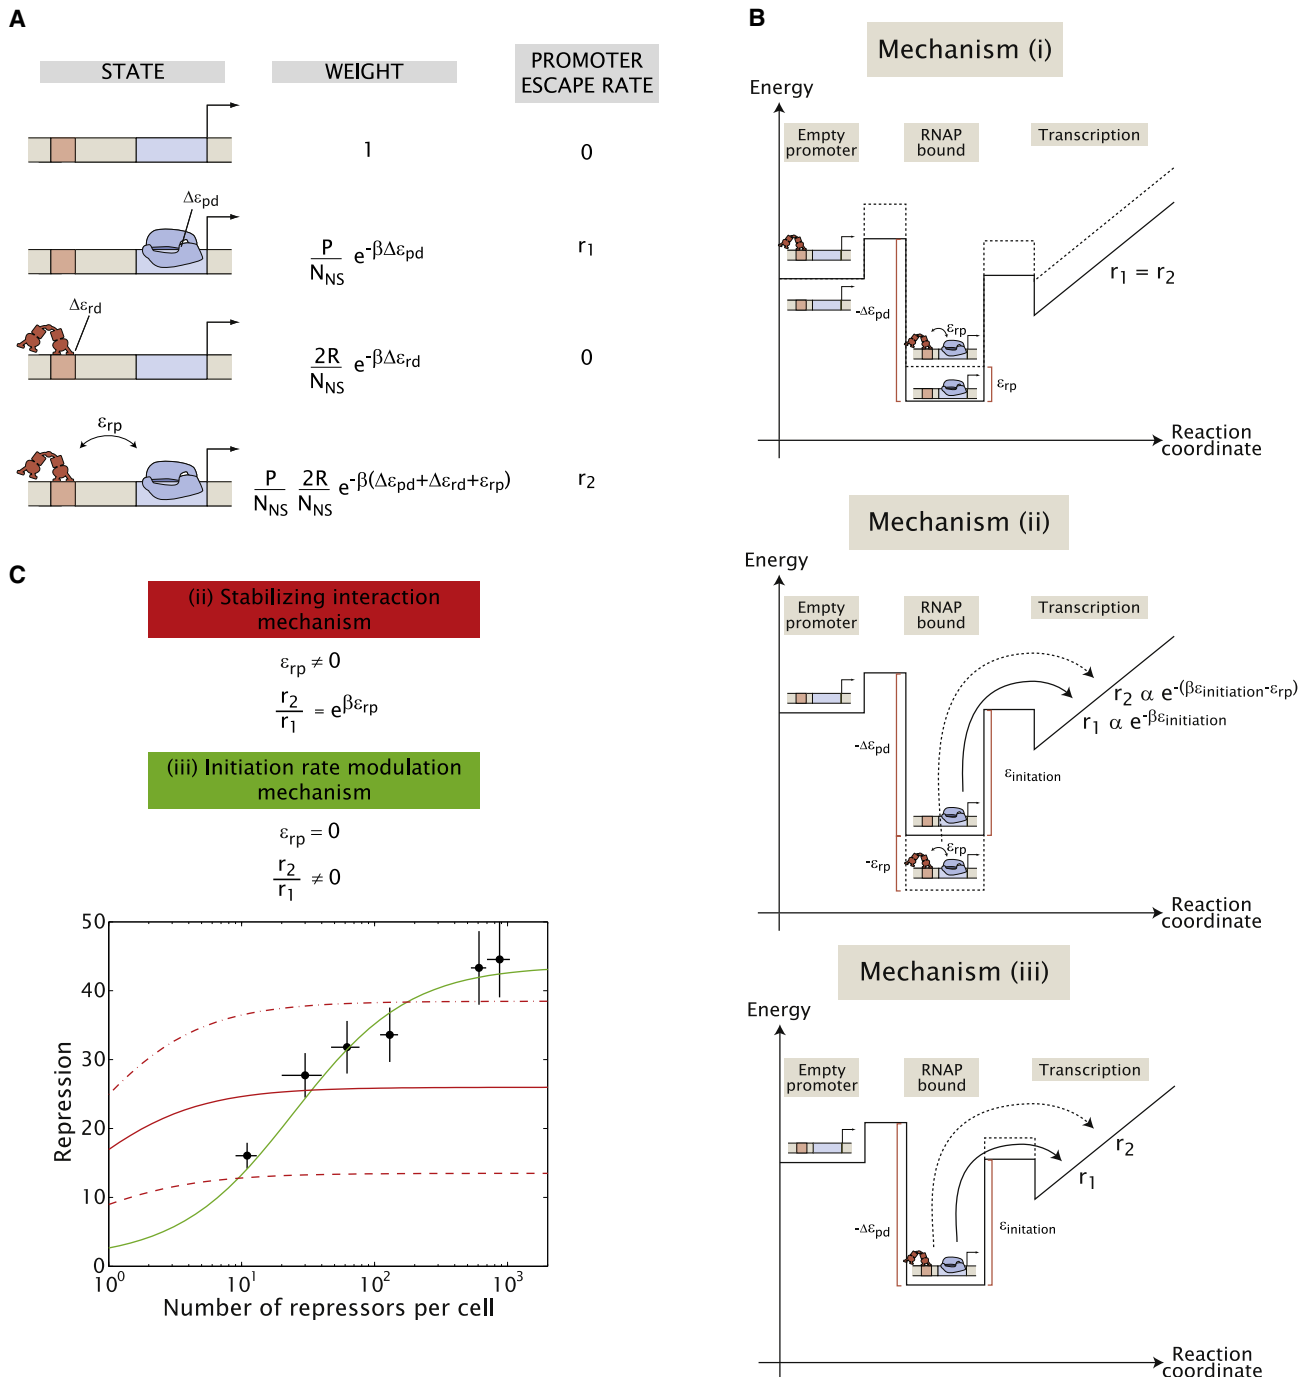 A
STATE
WEIGHT
PROMOTER
ESCAPE RATE
1
0
Δεpd
P/NNS e-βΔεpd
r1
Δεrd
2R/NNS e-βΔεrd
0
εrp
P/NNS 2R/NNS e-β(Δεpd+Δεrd+εrp)
r2
B
Mechanism (i)
Energy
Empty
promoter
RNAP
bound
Transcription
-Δεpd
εrp
εrp
r1 = r2
Reaction
coordinate
Mechanism (ii)
Energy
Empty
promoter
RNAP
bound
Transcription
r2 α e-(βεinitiation-εrp)
r1 α e-βεinitiation
-Δεpd
εinitation
-εrp
εrp
Reaction
coordinate
Mechanism (iii)
Energy
Empty
promoter
RNAP
bound
Transcription
r2
r1
-Δεpd
εinitation
Reaction
coordinate
C
(ii) Stabilizing interaction
mechanism
εrp ≠ 0
r2/r1 = eβεrp
(iii) Initiation rate modulation
mechanism
εrp = 0
r2/r1 ≠ 0
Repression
50
40
30
20
10
0
10^0
10^1
10^2
10^3
Number of repressors per cell